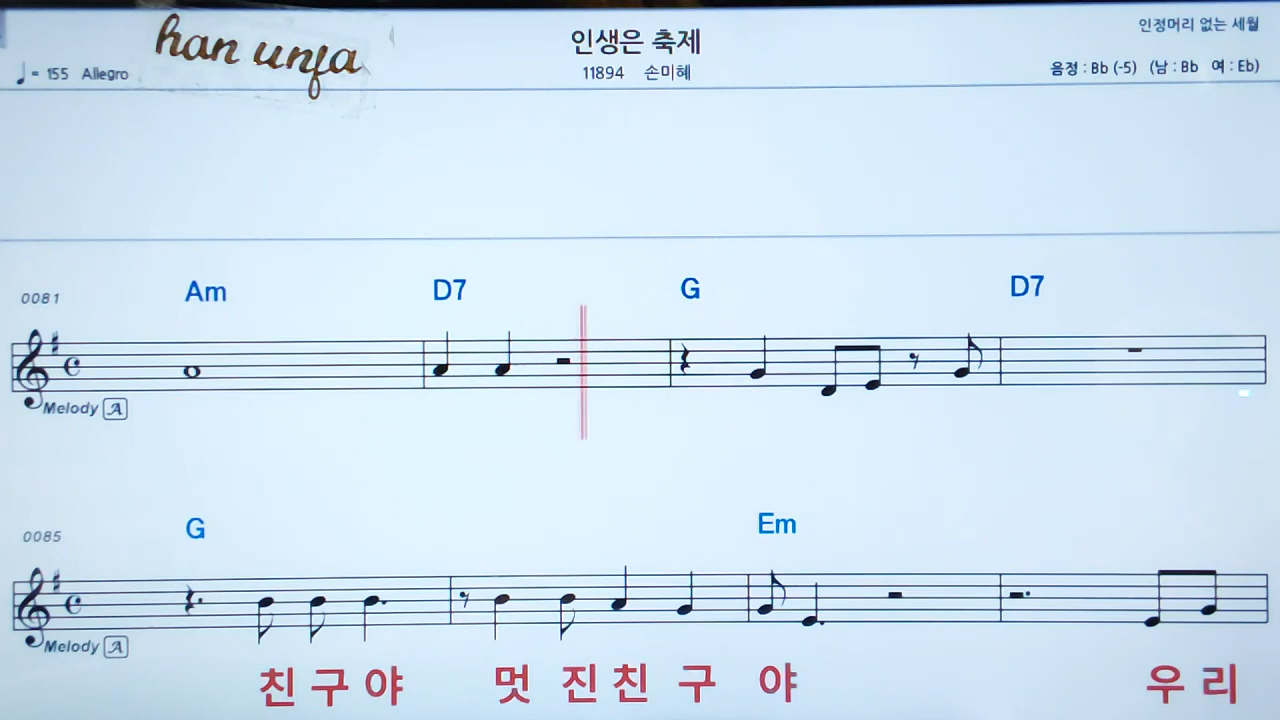 han unja
인생은 축제
인정머리 없는 세월
♩= 155 Allegro
11894 손미혜
음정 : Bb (-5) (남 : Bb 여 : Eb)
0081
Am D7 G D7
Melody A
0085
G Em
Melody A
친 구 야 멋 진 친 구 야 우 리